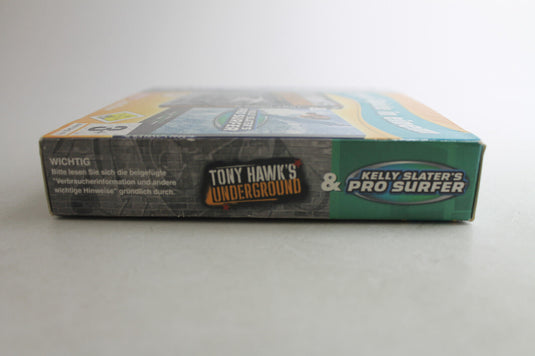 WICHTIG
Bitte lesen Sie sich die beigefügte
"Verbraucherinformation und andere
wichtige Hinweise" gründlich durch.
TONY HAWK'S
UNDERGROUND
&
KELLY SLATER'S
PRO SURFER